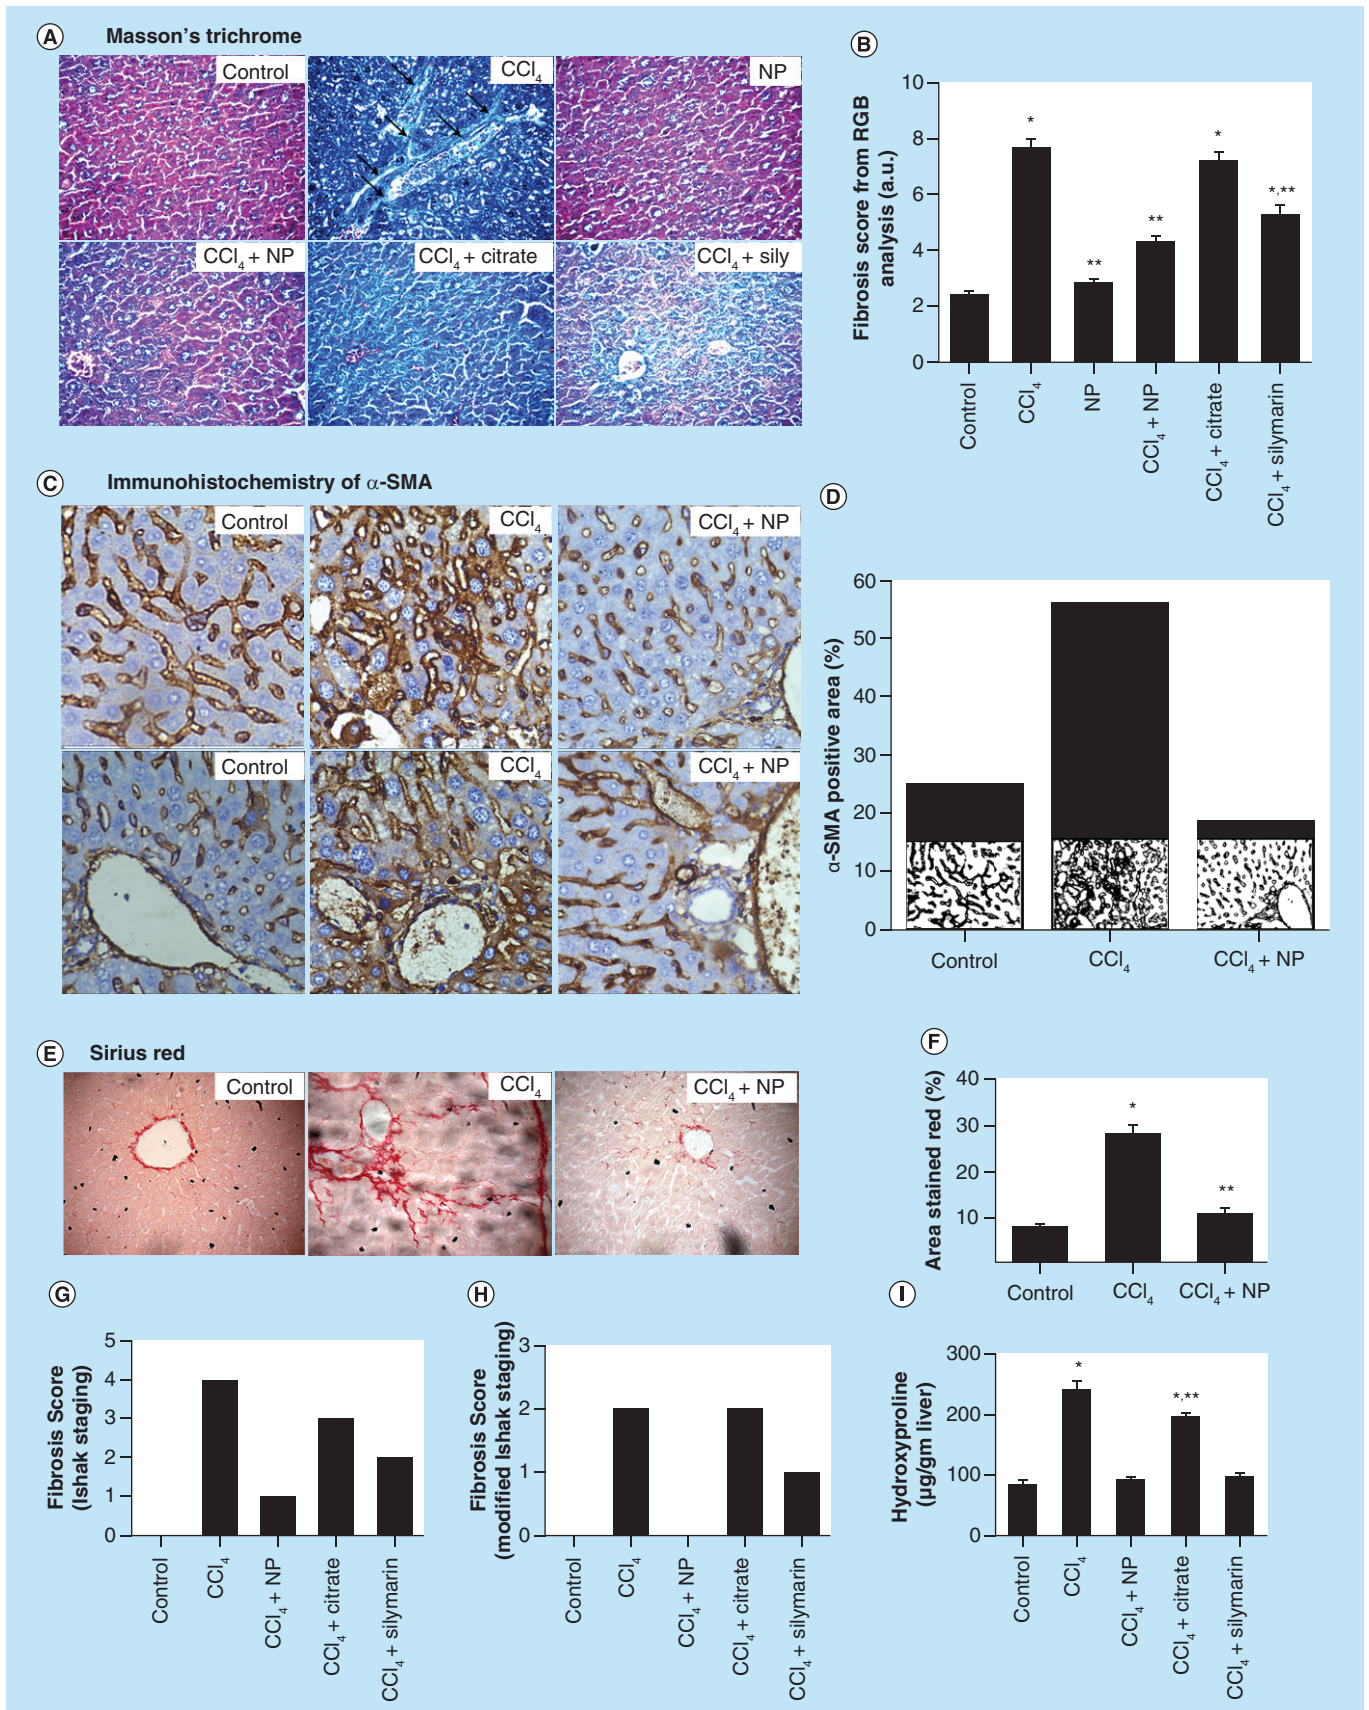 A Masson's trichrome
Control
CCl4
NP
CCl4 + NP
CCl4 + citrate
CCl4 + sily
B
Fibrosis score from RGB
analysis (a.u.)
10
8
6
4
2
0
*
**
**
*
*,**
Control
CCl4
NP
CCl4 + NP
CCl4 + citrate
CCl4 + silymarin
C Immunohistochemistry of α-SMA
Control
CCl4
CCl4 + NP
Control
CCl4
CCl4 + NP
D
α-SMA positive area (%)
60
50
40
30
20
10
0
Control
CCl4
CCl4 + NP
E Sirius red
Control
CCl4
CCl4 + NP
F
Area stained red (%)
40
30
20
10
*
**
Control
CCl4
CCl4 + NP
G
Fibrosis Score
(Ishak staging)
5
4
3
2
1
0
Control
CCl4
CCl4 + NP
CCl4 + citrate
CCl4 + silymarin
H
Fibrosis Score
(modified Ishak staging)
3
2
1
0
Control
CCl4
CCl4 + NP
CCl4 + citrate
CCl4 + silymarin
I
Hydroxyproline
(µg/gm liver)
300
200
100
0
*
*,**
Control
CCl4
CCl4 + NP
CCl4 + citrate
CCl4 + silymarin